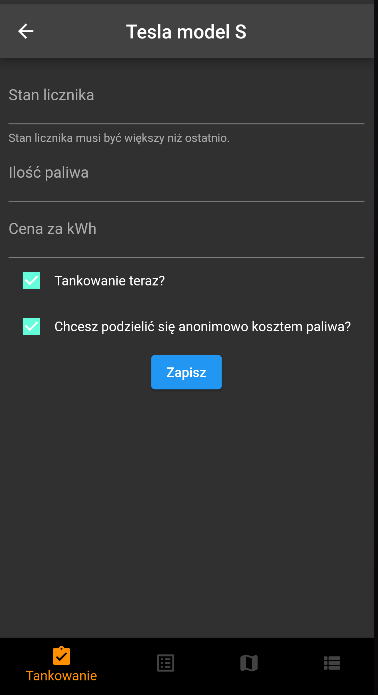 Tesla model S
Stan licznika
Stan licznika musi być większy niż ostatnio.
Ilość paliwa
Cena za kWh
Tankowanie teraz?
Chcesz podzielić się anonimowo kosztem paliwa?
Zapisz
Tankowanie